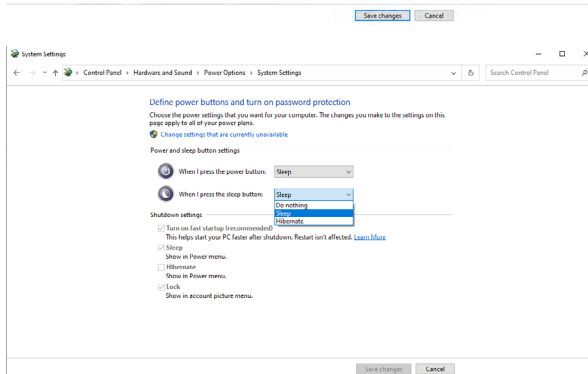 Save changes Cancel
System Settings
Control Panel > Hardware and Sound > Power Options > System Settings
Search Control Panel
Define power buttons and turn on password protection
Choose the power settings that you want for your computer. The changes you make to the settings on this
page apply to all of your power plans.
Change settings that are currently unavailable
Power and sleep button settings
When I press the power button: Sleep
When I press the sleep button: Sleep
Do nothing
Sleep
Hibernate
Shutdown settings
Turn on fast startup (recommended)
This helps start your PC faster after shutdown. Restart isn't affected. Learn More
Sleep
Show in Power menu.
Hibernate
Show in Power menu.
Lock
Show in account picture menu.
Save changes Cancel